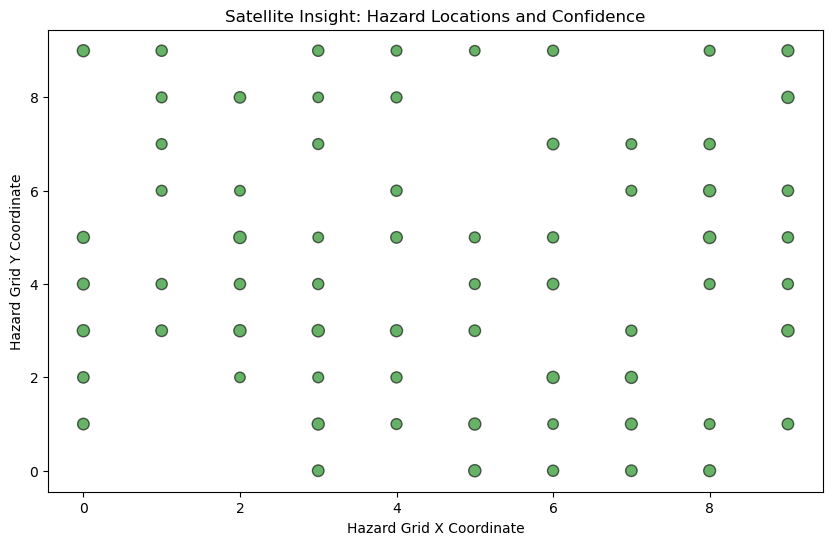 Satellite Insight: Hazard Locations and Confidence
8
6
4
2
0
Hazard Grid Y Coordinate
0 2 4 6 8
Hazard Grid X Coordinate